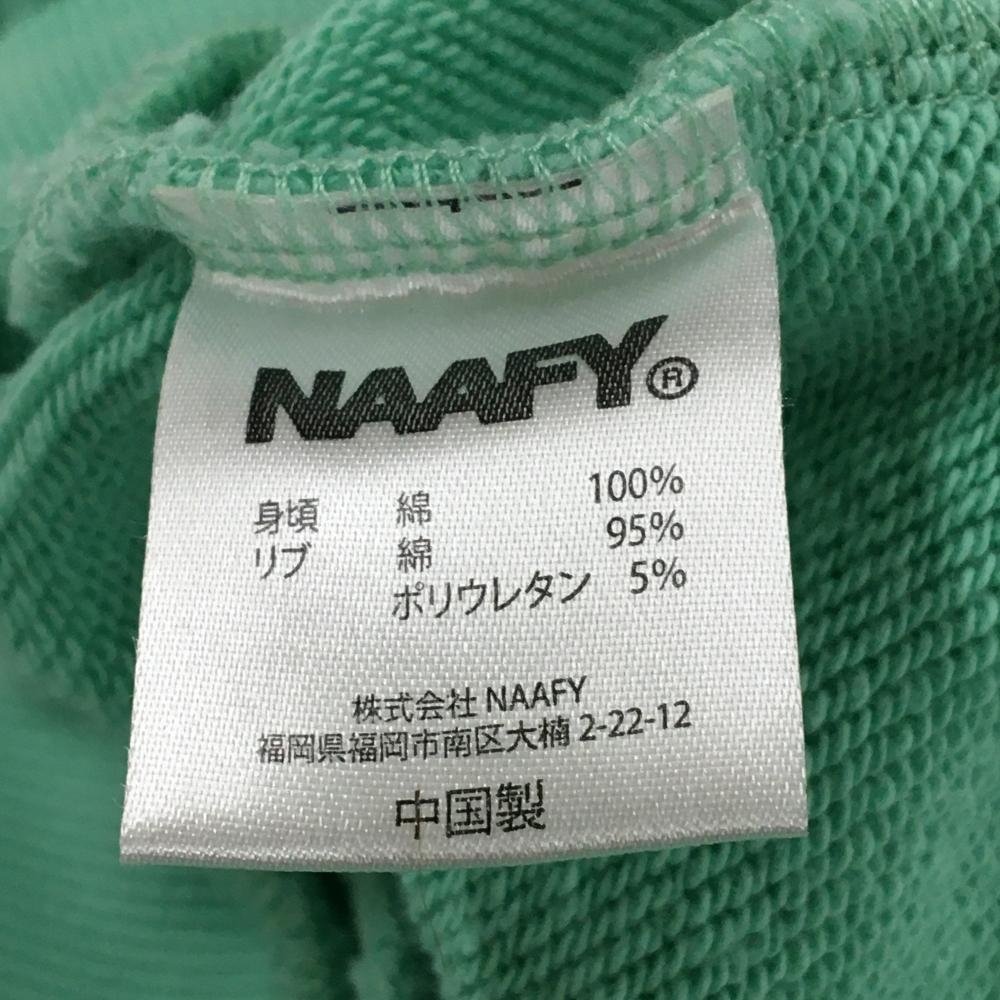 NAAFY®
身頃 綿 100%
リブ 綿 95%
ポリウレタン 5%
株式会社 NAAFY
福岡県福岡市南区大楠 2-22-12
中国製